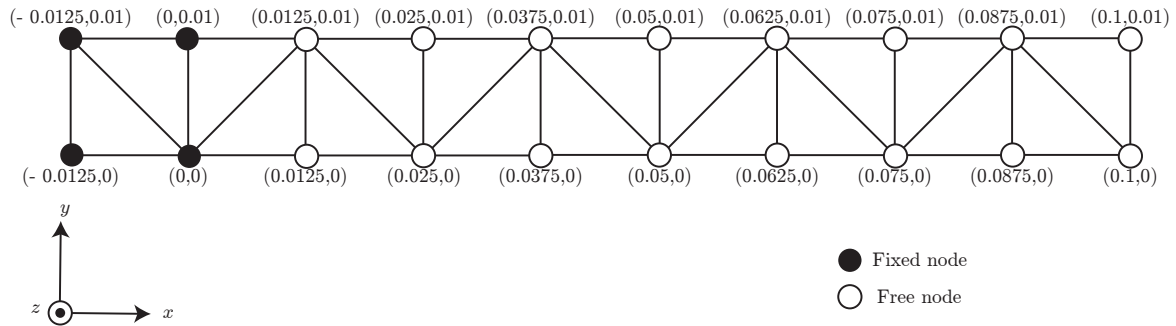 (- 0.0125,0.01) (0,0.01) (0.0125,0.01) (0.025,0.01) (0.0375,0.01) (0.05,0.01) (0.0625,0.01) (0.075,0.01) (0.0875,0.01) (0.1,0.01)
(- 0.0125,0) (0,0) (0.0125,0) (0.025,0) (0.0375,0) (0.05,0) (0.0625,0) (0.075,0) (0.0875,0) (0.1,0)
y
z x
Fixed node
Free node